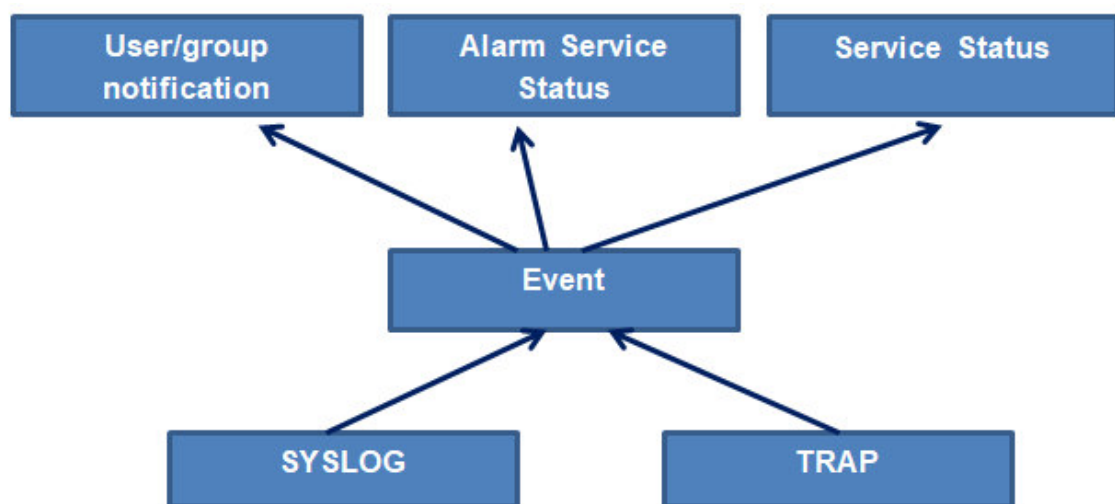 User/group
notification
Alarm Service
Status
Service Status
Event
SYSLOG
TRAP